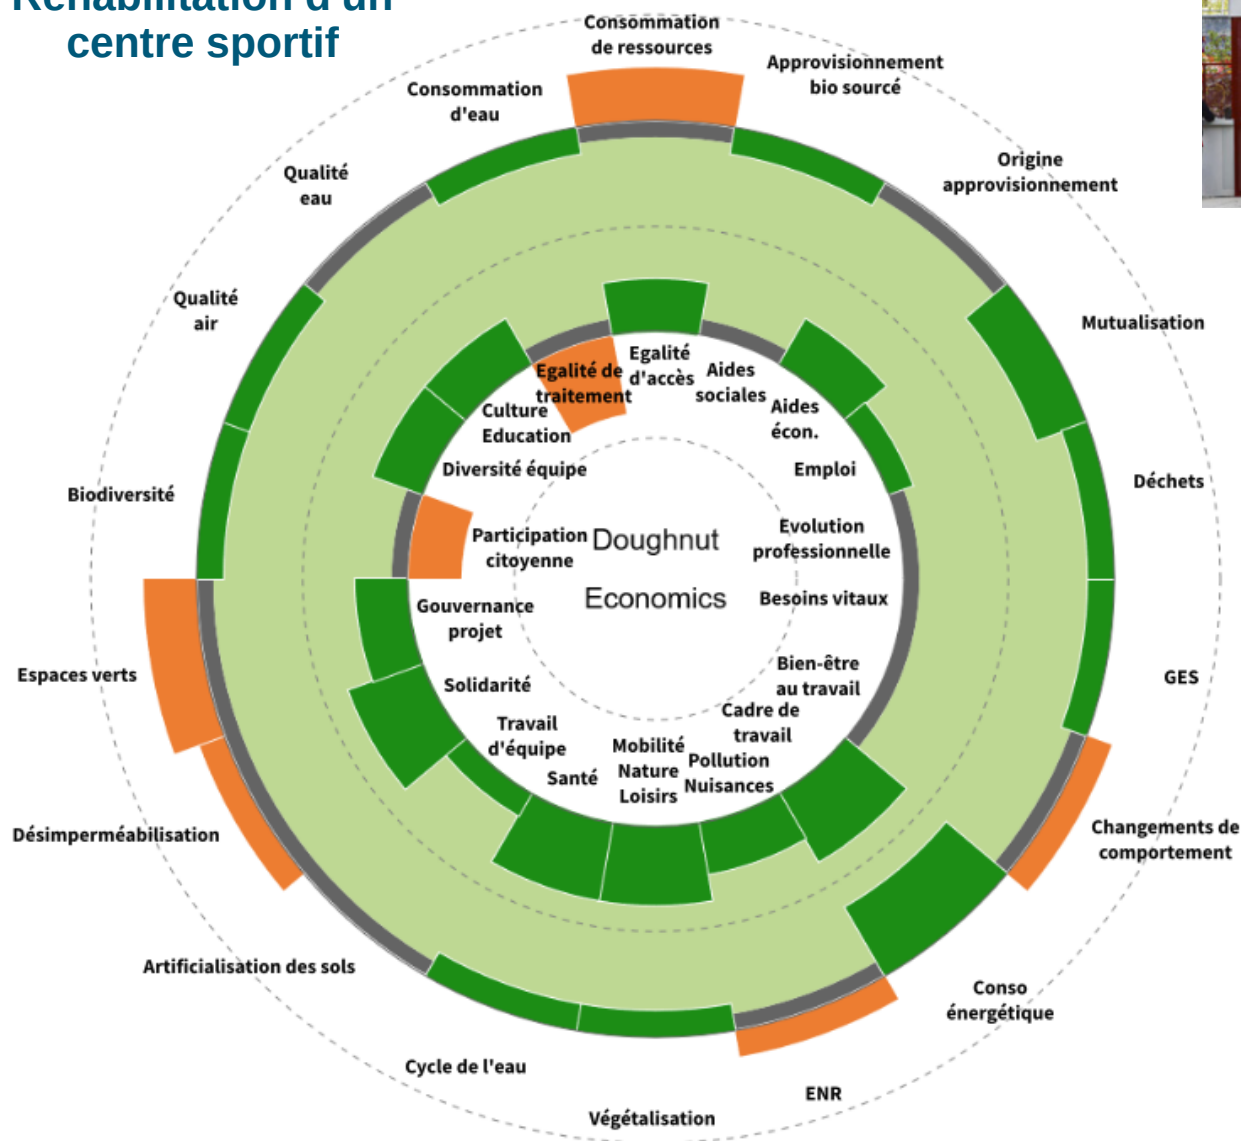 Réhabilitation d'un
centre sportif
Consommation
de ressources
Approvisionnement
bio sourcé
Consommation
d'eau
Origine
approvisionnement
Qualité
eau
Qualité
air
Mutualisation
Egalité
d'accès
Egalité de
traitement
Aides
sociales
Aides
écon.
Culture
Education
Diversité équipe
Emploi
Déchets
Biodiversité
Participation
citoyenne
Doughnut
Economics
Evolution
professionnelle
Besoins vitaux
Gouvernance
projet
Bien-être
au travail
Espaces verts
GES
Solidarité
Cadre de
travail
Travail
d'équipe
Mobilité
Nature
Loisirs
Pollution
Nuisances
Santé
Désimperméabilisation
Changements de
comportement
Artificialisation des sols
Conso
énergétique
Cycle de l'eau
ENR
Végétalisation